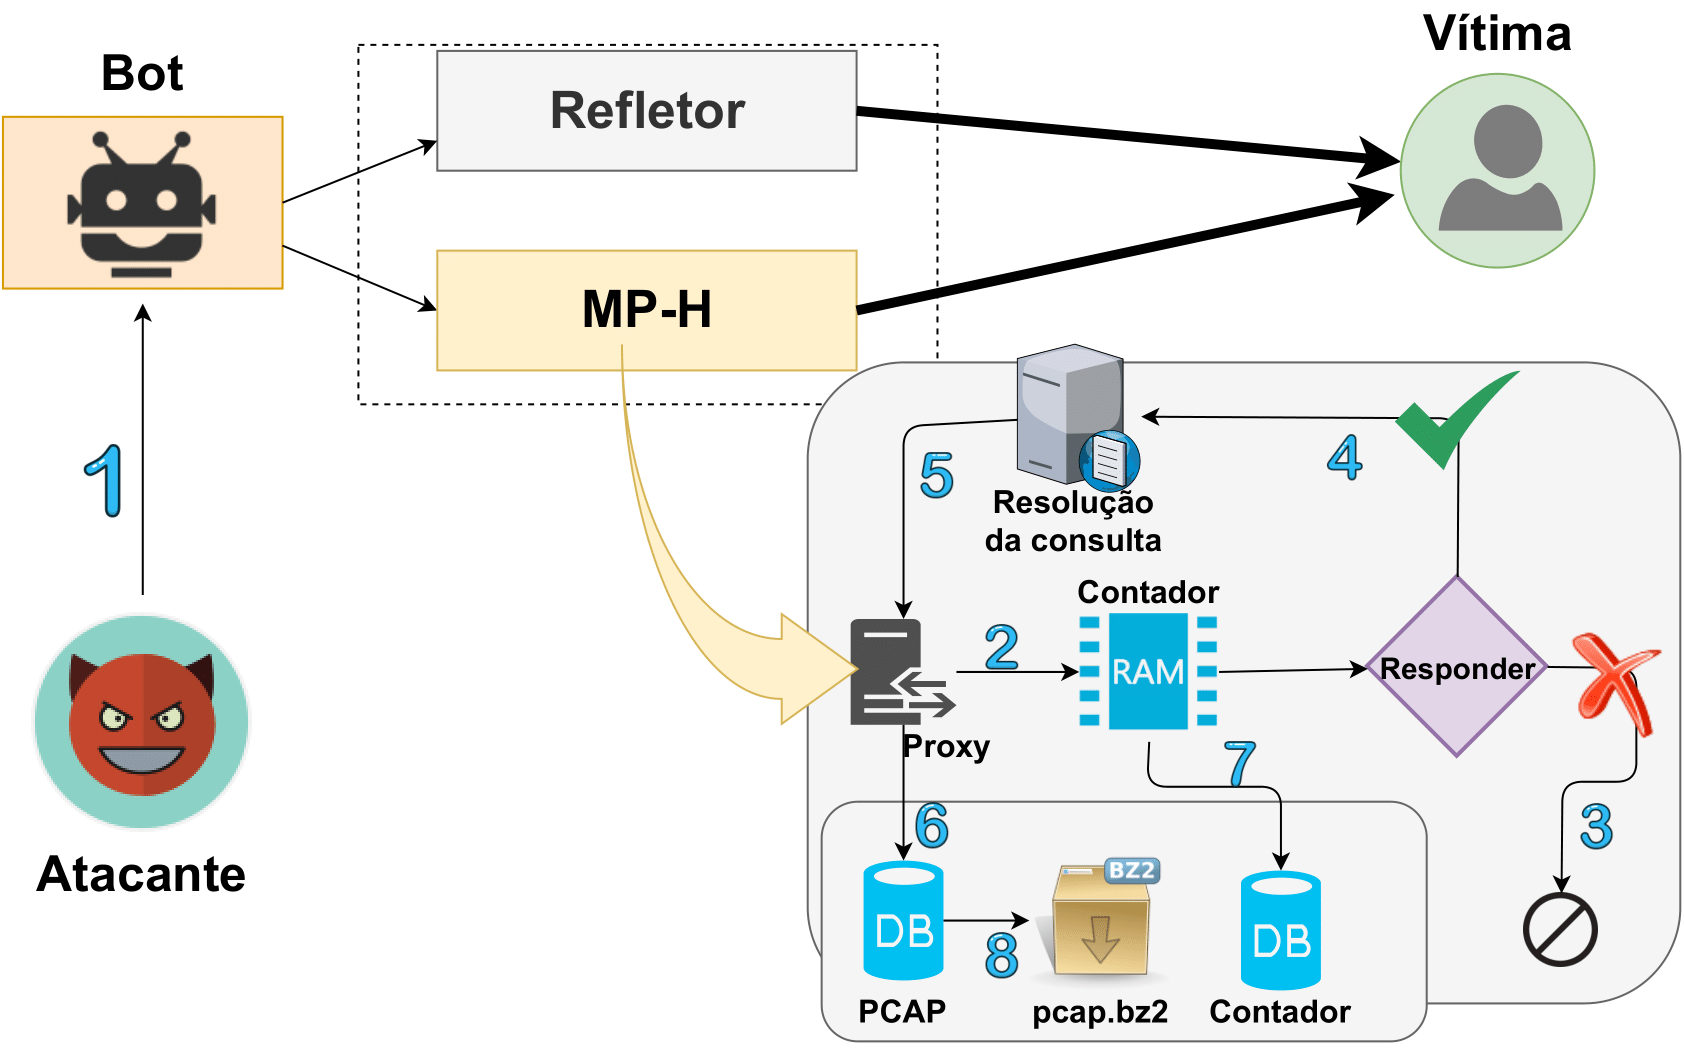 Vítima
Bot
Refletor
MP-H
1
4
5
Resolução
da consulta
Contador
2
RAM
Responder
Proxy
7
6
3
Atacante
BZ2
DB
8
DB
PCAP
pcap.bz2
Contador